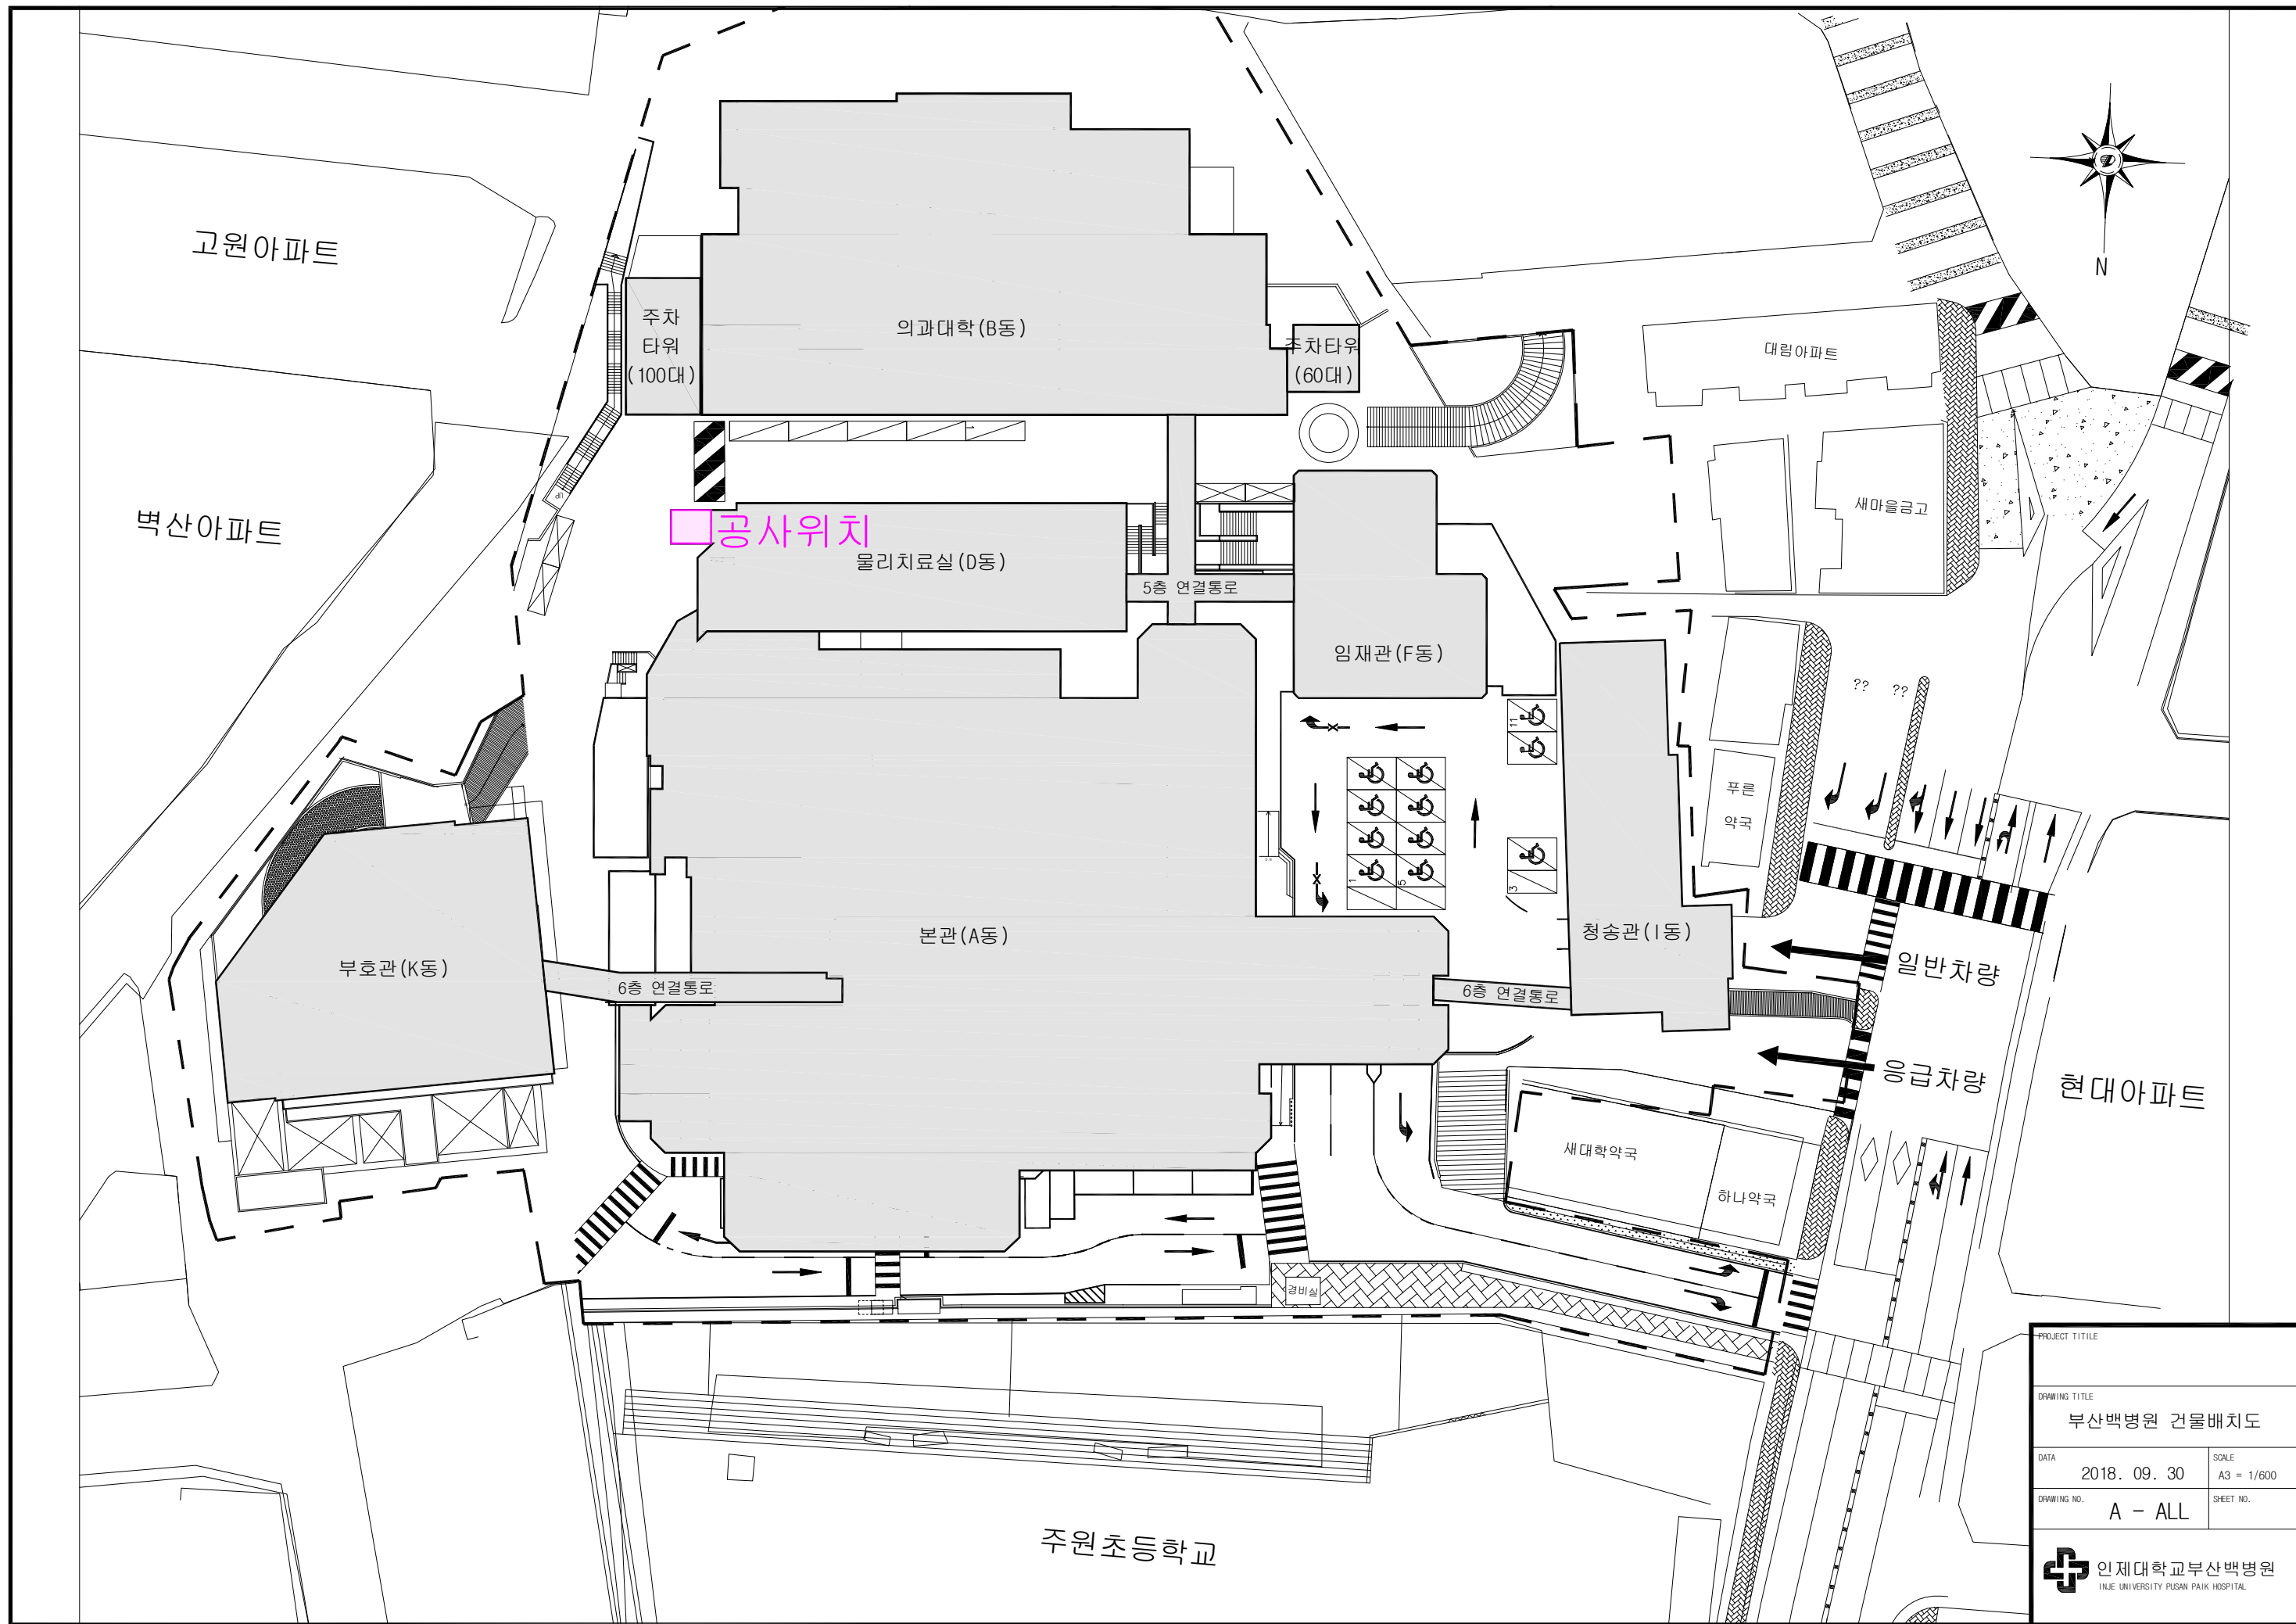 고원아파트
벽산아파트
주차
타워
(100대)
의과대학(B동)
주차타워
(60대)
N
대림아파트
새마을금고
1
공사위치
물리치료실(D동)
5층 연결통로
임재관(F동)
?? ??
11
푸른
약국
1
5
3
본관(A동)
청송관(I동)
부호관(K동)
6층 연결통로
6층 연결통로
일반차량
응급차량
현대아파트
새대학약국
하나약국
경비실
주원초등학교
PROJECT TITILE
DRAWING TITLE
부산백병원 건물배치도
DATA
2018. 09. 30
SCALE
A3 = 1/600
DRAWING NO.
A - ALL
SHEET NO.
인제대학교부산백병원
INJE UNIVERSITY PUSAN PAIK HOSPITAL